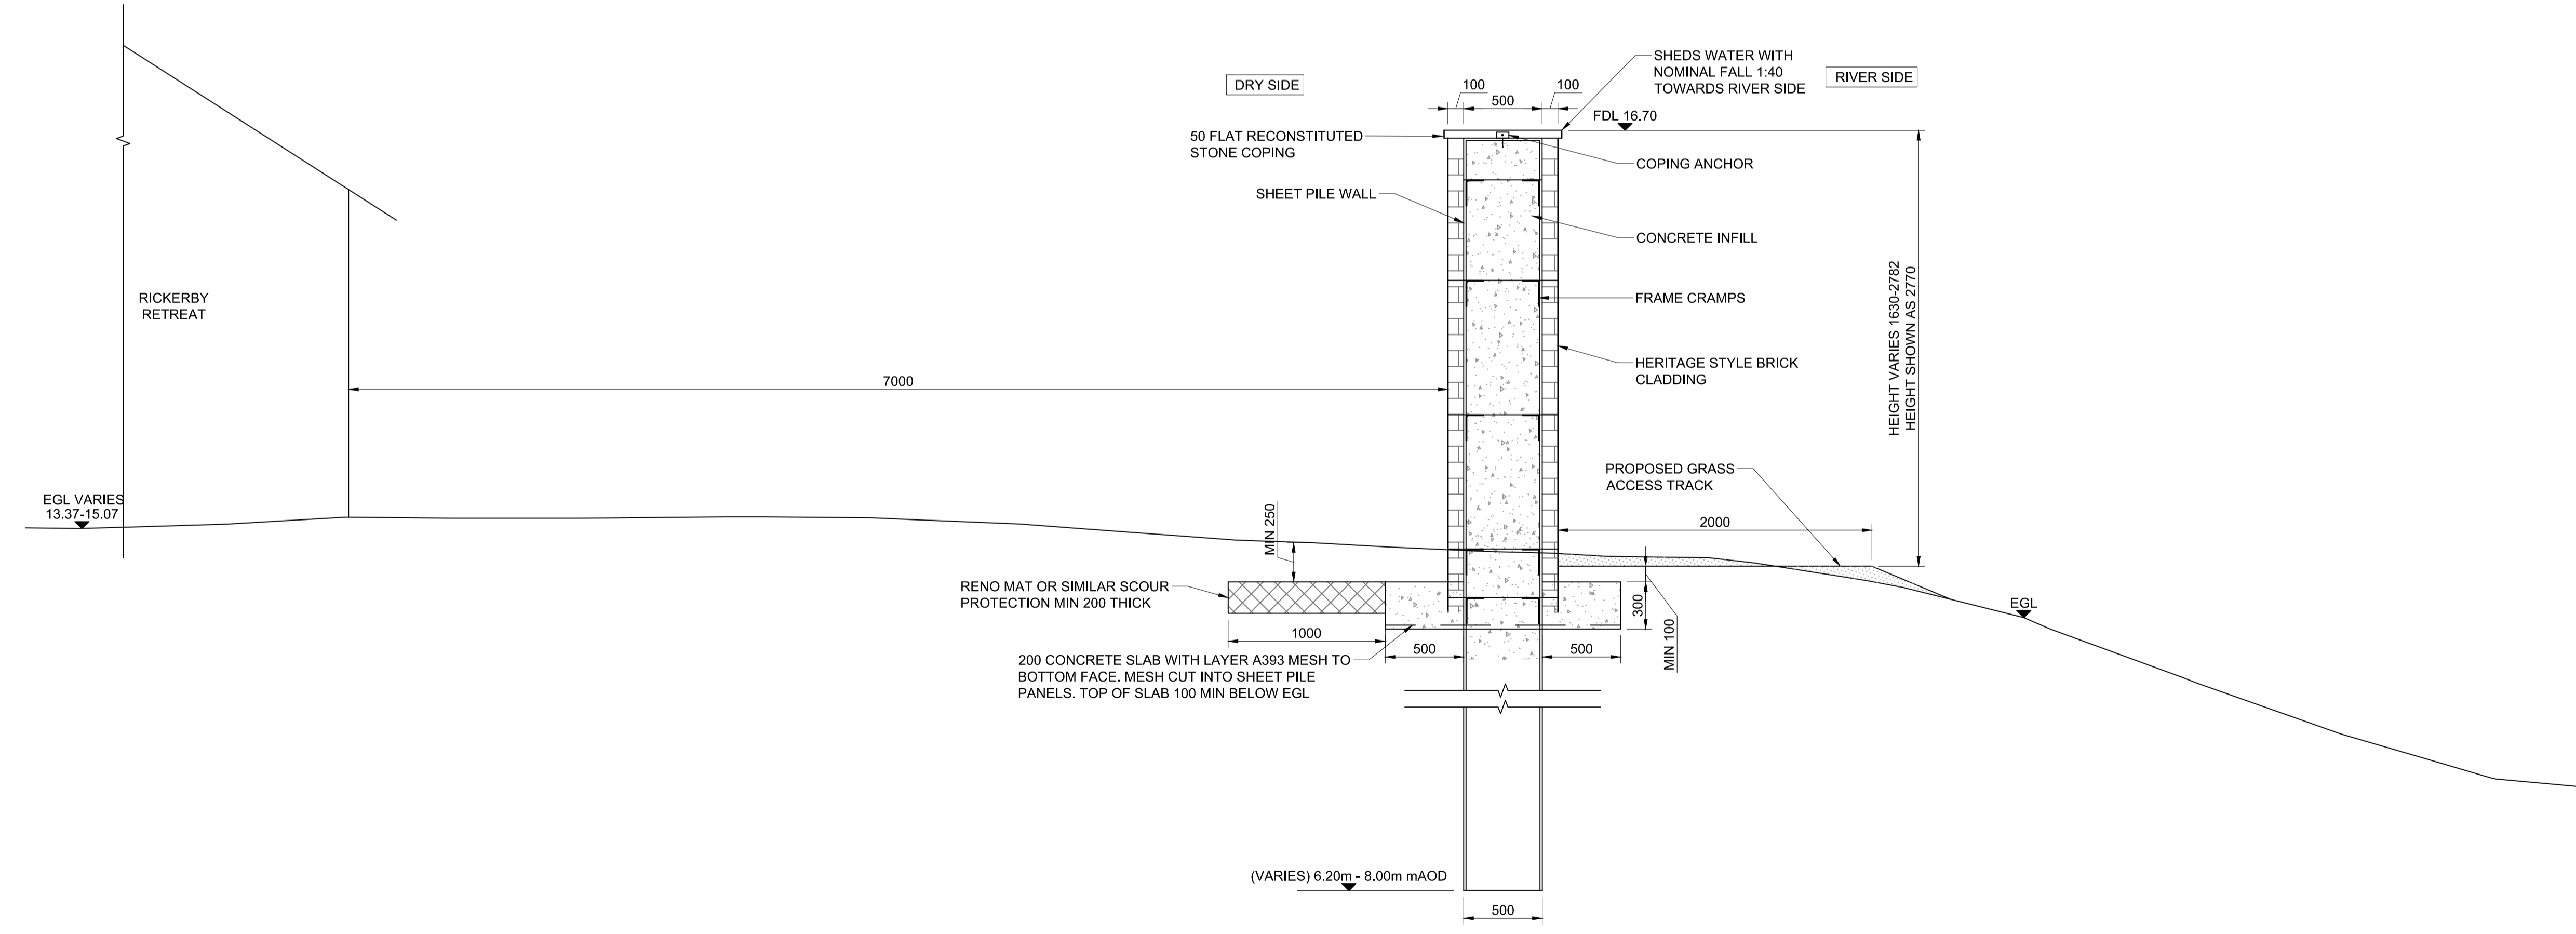 SHEDS WATER WITH
NOMINAL FALL 1:40
TOWARDS RIVER SIDE
RIVER SIDE
DRY SIDE
100
500
100
FDL 16.70
50 FLAT RECONSTITUTED
STONE COPING
COPING ANCHOR
SHEET PILE WALL
CONCRETE INFILL
RICKERBY
RETREAT
FRAME CRAMPS
HEIGHT VARIES 1630-2782
HEIGHT SHOWN AS 2770
HERITAGE STYLE BRICK
CLADDING
7000
PROPOSED GRASS
ACCESS TRACK
EGL VARIES
13.37-15.07
MIN 250
2000
RENO MAT OR SIMILAR SCOUR
PROTECTION MIN 200 THICK
300
EGL
1000
500
500
MIN 100
200 CONCRETE SLAB WITH LAYER A393 MESH TO
BOTTOM FACE. MESH CUT INTO SHEET PILE
PANELS. TOP OF SLAB 100 MIN BELOW EGL
(VARIES) 6.20m - 8.00m mAOD
500